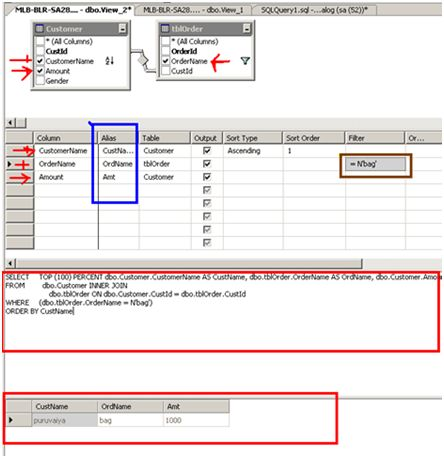 MLB-BLR-SA28.... - dbo.View_2* MLB-BLR-SA28.... - dbo.View_1 SQLQuery1.sql -...alog (sa (52))*
Customer
* (All Columns)
CustId
CustomerName
Amount
Gender
tblOrder
* (All Columns)
OrderId
OrderName
CustId
Column Alias Table Output Sort Type Sort Order Filter Or...
CustomerName CustNa... Customer Ascending 1
OrderName OrdName tblOrder = N'bag'
Amount Amt Customer
SELECT TOP (100) PERCENT dbo.Customer.CustomerName AS CustName, dbo.tblOrder.OrderName AS OrdName, dbo.Customer.Amou
FROM dbo.Customer INNER JOIN
dbo.tblOrder ON dbo.Customer.CustId = dbo.tblOrder.CustId
WHERE (dbo.tblOrder.OrderName = N'bag')
ORDER BY CustName
CustName OrdName Amt
puruvaiya bag 1000